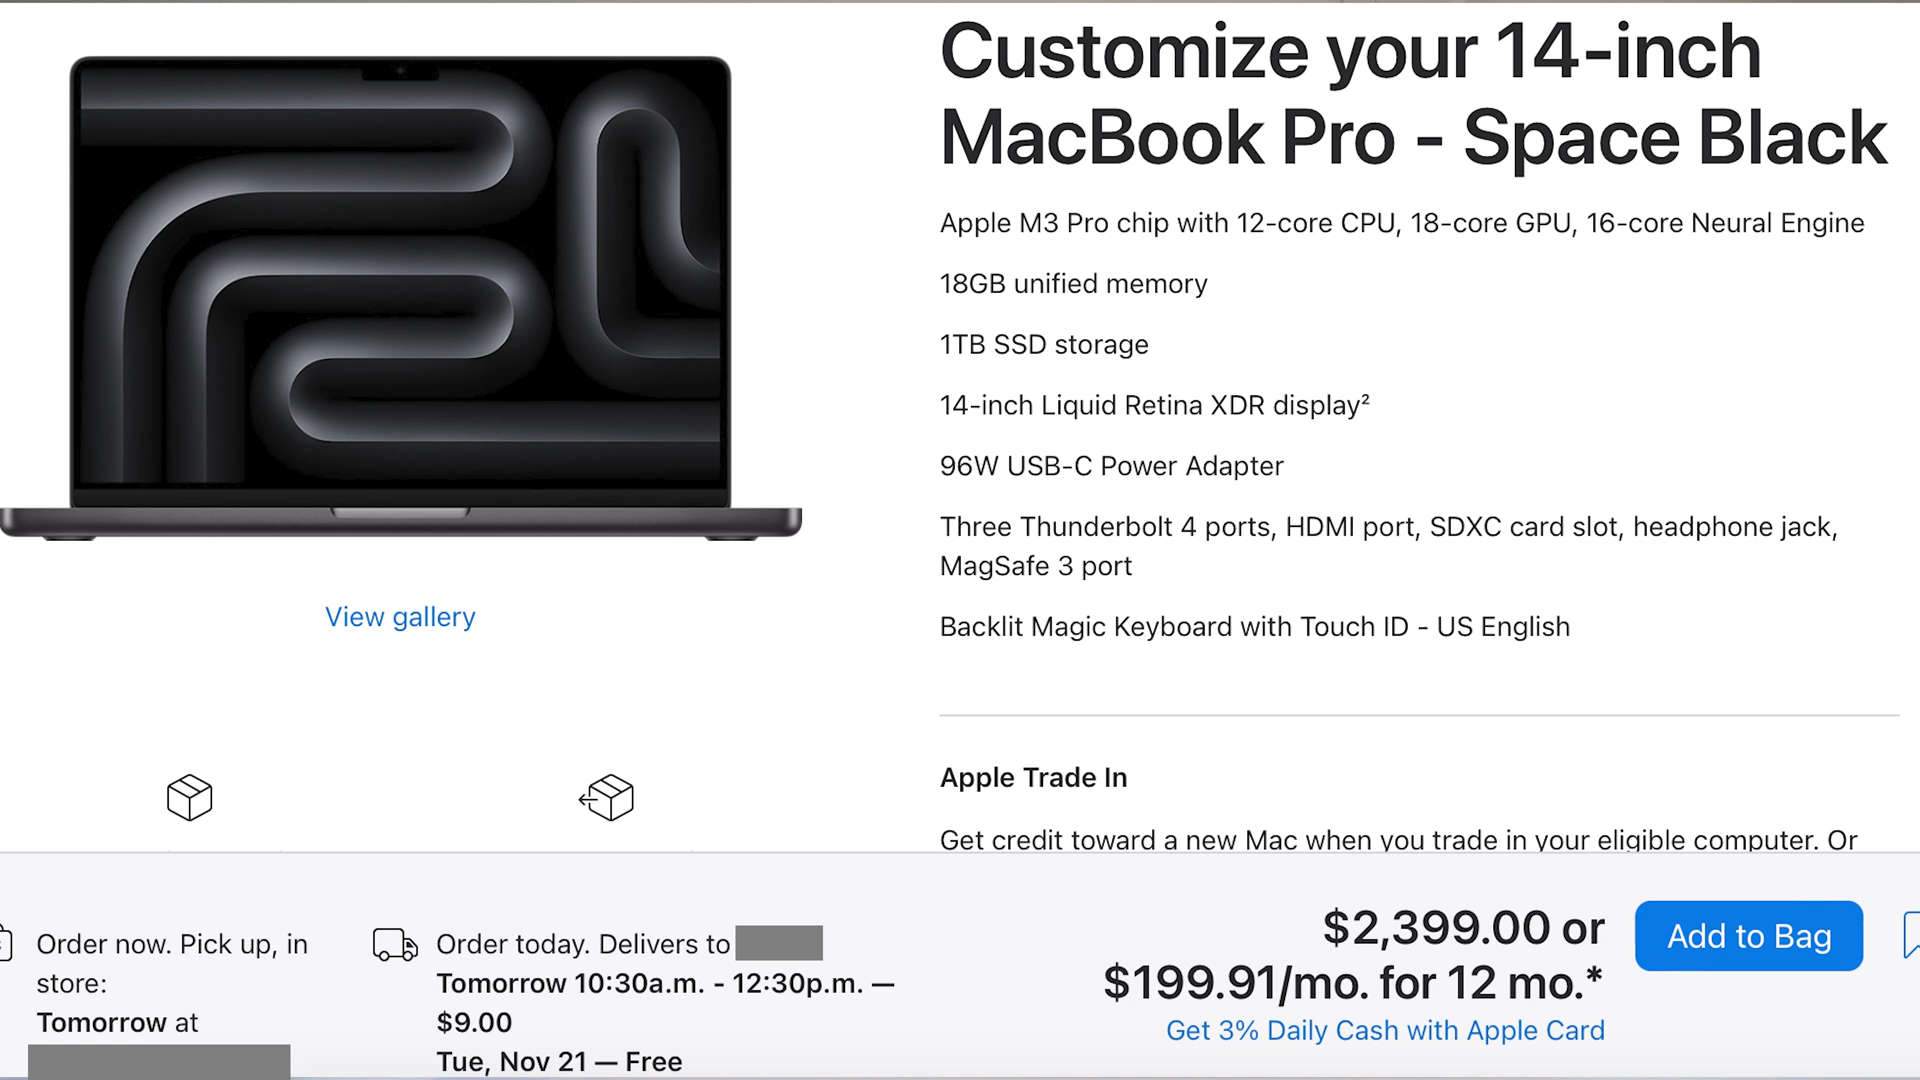 Customize your 14-inch
MacBook Pro - Space Black
Apple M3 Pro chip with 12-core CPU, 18-core GPU, 16-core Neural Engine
18GB unified memory
1TB SSD storage
14-inch Liquid Retina XDR display²
96W USB-C Power Adapter
Three Thunderbolt 4 ports, HDMI port, SDXC card slot, headphone jack,
MagSafe 3 port
Backlit Magic Keyboard with Touch ID - US English
View gallery
Apple Trade In
Get credit toward a new Mac when you trade in your eligible computer. Or
Order now. Pick up, in
store:
Tomorrow at
Order today. Delivers to
Tomorrow 10:30a.m. - 12:30p.m. —
$9.00
Tue, Nov 21 — Free
$2,399.00 or
$199.91/mo. for 12 mo.*
Get 3% Daily Cash with Apple Card
Add to Bag